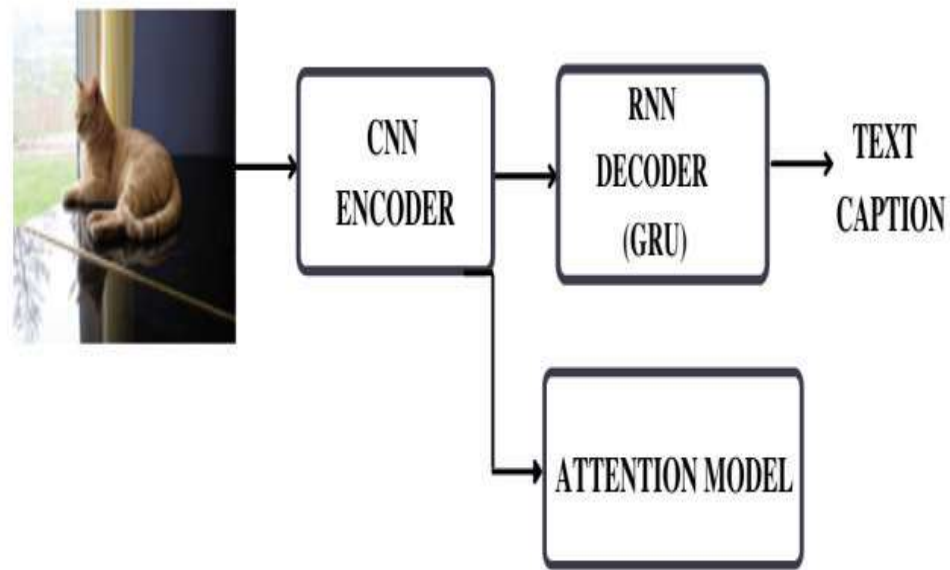 CNN
ENCODER
RNN
DECODER
(GRU)
TEXT
CAPTION
ATTENTION MODEL